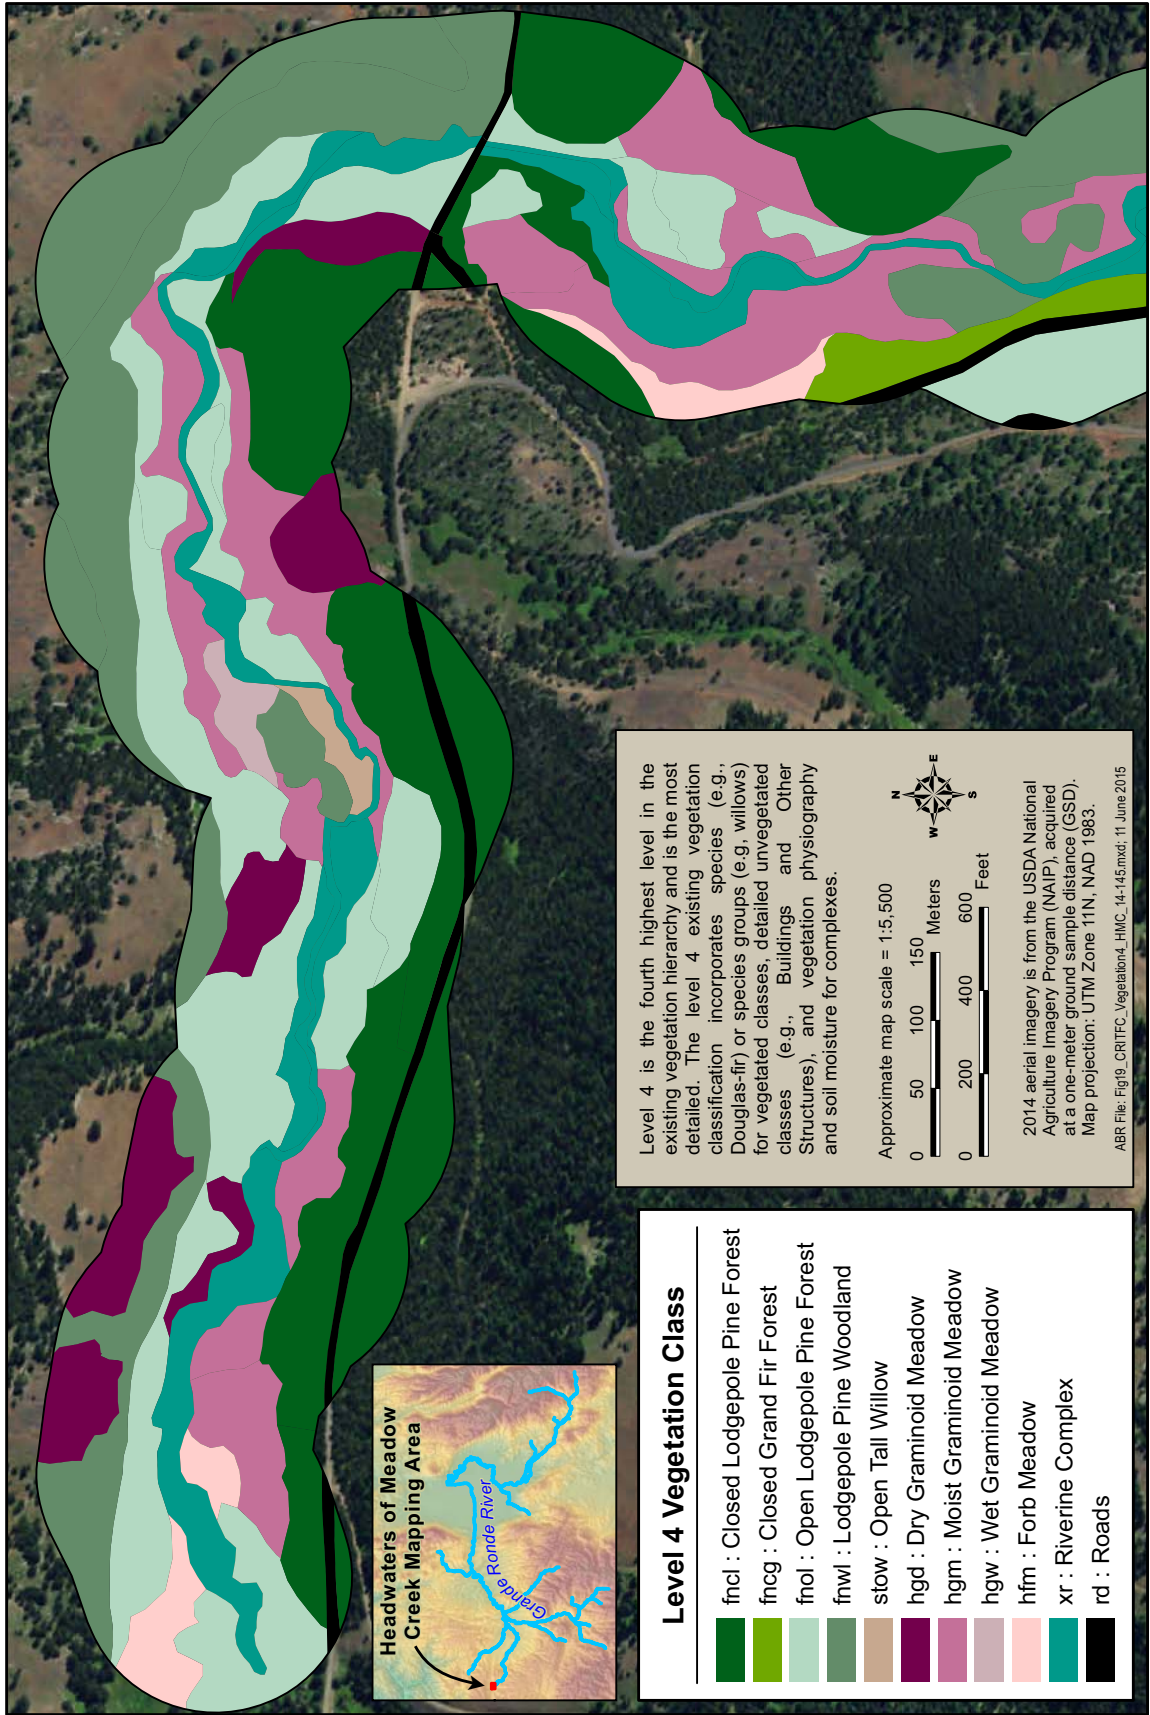 Level 4 is the fourth highest level in the
existing vegetation hierarchy and is the most
detailed. The level 4 existing vegetation
classification incorporates species (e.g.,
Douglas-fir) or species groups (e.g, willows)
for vegetated classes, detailed unvegetated
classes (e.g., Buildings and Other
Structures), and vegetation physiography
and soil moisture for complexes.
Approximate map scale = 1:5,500
0 50 100 150
Meters
0 200 400 600
Feet
N
W E
S
2014 aerial imagery is from the USDA National
Agriculture Imagery Program (NAIP), acquired
at a one-meter ground sample distance (GSD).
Map projection: UTM Zone 11N, NAD 1983.
ABR File: Fig19_CRITFC_Vegetation4_HMC_14-145.mxd; 11 June 2015
Headwaters of Meadow
Creek Mapping Area
Grande Ronde River
Level 4 Vegetation Class
fncl : Closed Lodgepole Pine Forest
fncg : Closed Grand Fir Forest
fnol : Open Lodgepole Pine Forest
fnwl : Lodgepole Pine Woodland
stow : Open Tall Willow
hgd : Dry Graminoid Meadow
hgm : Moist Graminoid Meadow
hgw : Wet Graminoid Meadow
hfm : Forb Meadow
xr : Riverine Complex
rd : Roads